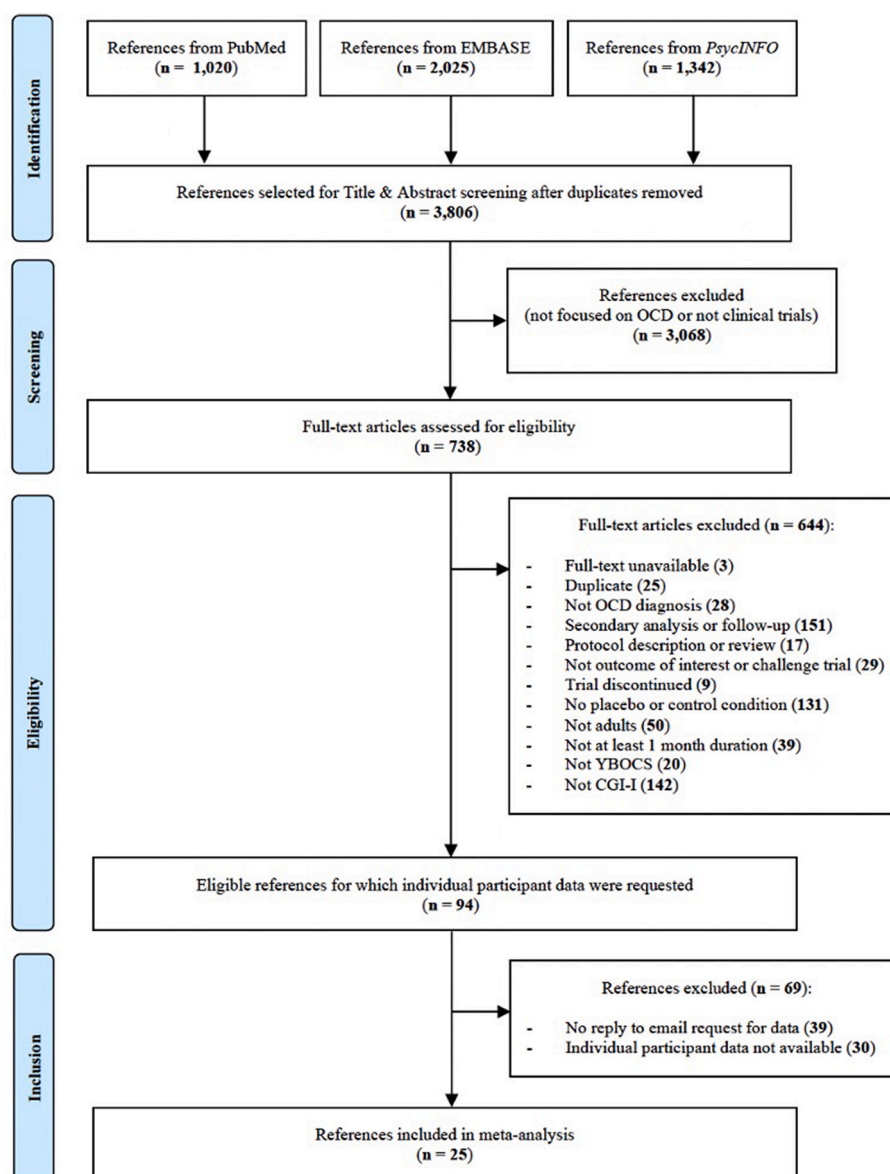 Identification
References from PubMed
(n = 1,020)
References from EMBASE
(n = 2,025)
References from PsycINFO
(n = 1,342)
References selected for Title & Abstract screening after duplicates removed
(n = 3,806)
Screening
References excluded
(not focused on OCD or not clinical trials)
(n = 3,068)
Full-text articles assessed for eligibility
(n = 738)
Eligibility
Full-text articles excluded (n = 644):
- Full-text unavailable (3)
- Duplicate (25)
- Not OCD diagnosis (28)
- Secondary analysis or follow-up (151)
- Protocol description or review (17)
- Not outcome of interest or challenge trial (29)
- Trial discontinued (9)
- No placebo or control condition (131)
- Not adults (50)
- Not at least 1 month duration (39)
- Not YBOCS (20)
- Not CGI-I (142)
Eligible references for which individual participant data were requested
(n = 94)
Inclusion
References excluded (n = 69):
- No reply to email request for data (39)
- Individual participant data not available (30)
References included in meta-analysis
(n = 25)